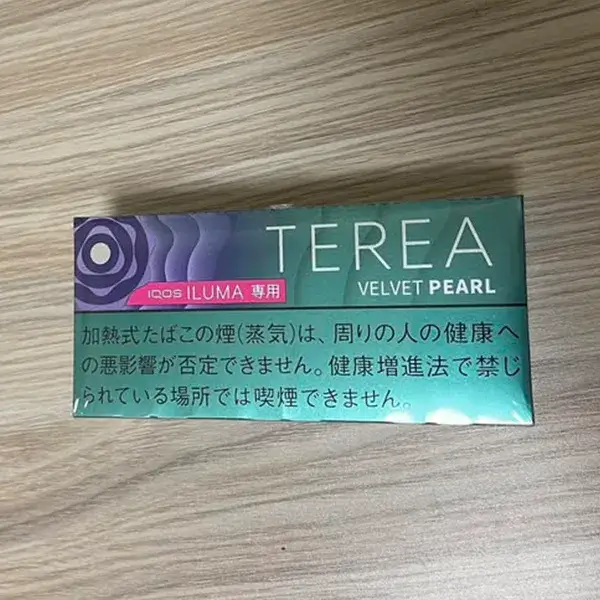 TEREA
IQOS ILUMA 専用
VELVET PEARL
加熱式たばこの煙(蒸気)は、周りの人の健康へ
の悪影響が否定できません。健康増進法で禁じ
られている場所では喫煙できません。